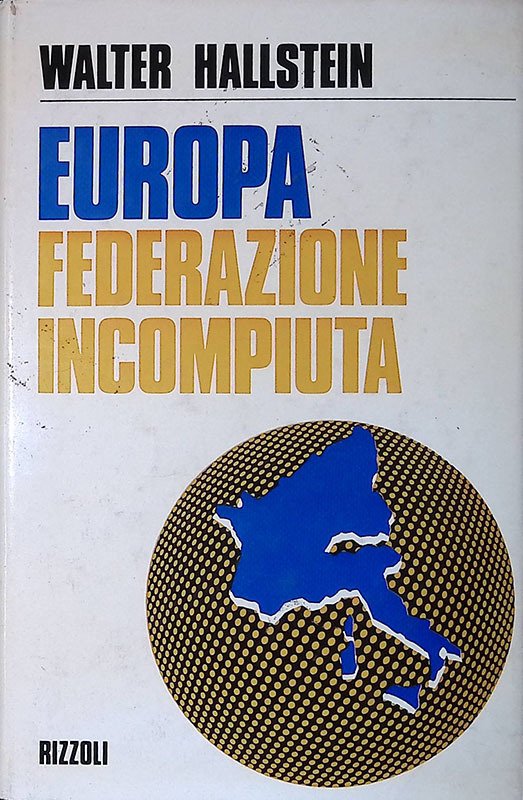 WALTER HALLSTEIN
EUROPA
FEDERAZIONE
INCOMPIUTA
RIZZOLI